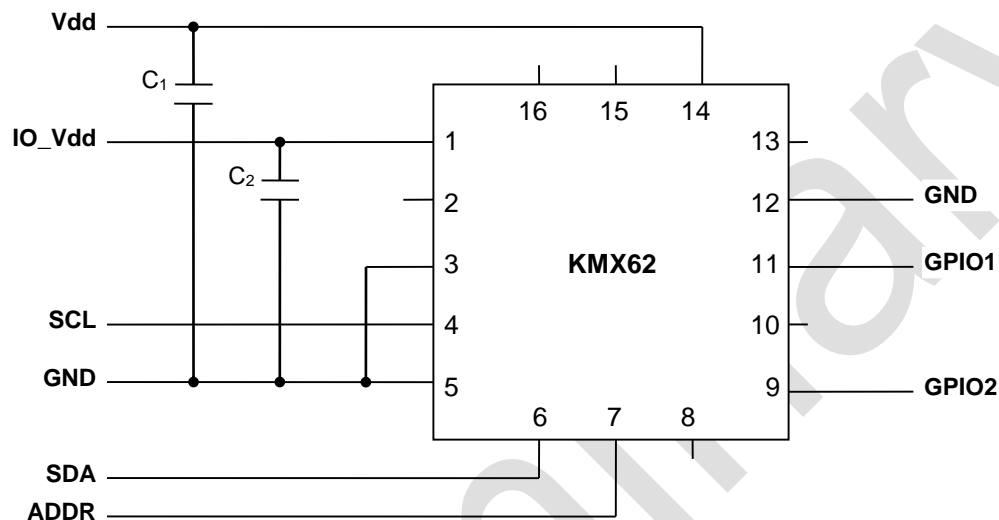 Vdd
C₁
16 15 14
IO_Vdd 1 13
C₂
2 12 GND
3 KMX62 11 GPIO1
SCL 4 10
GND 5 9 GPIO2
6 7 8
SDA
ADDR